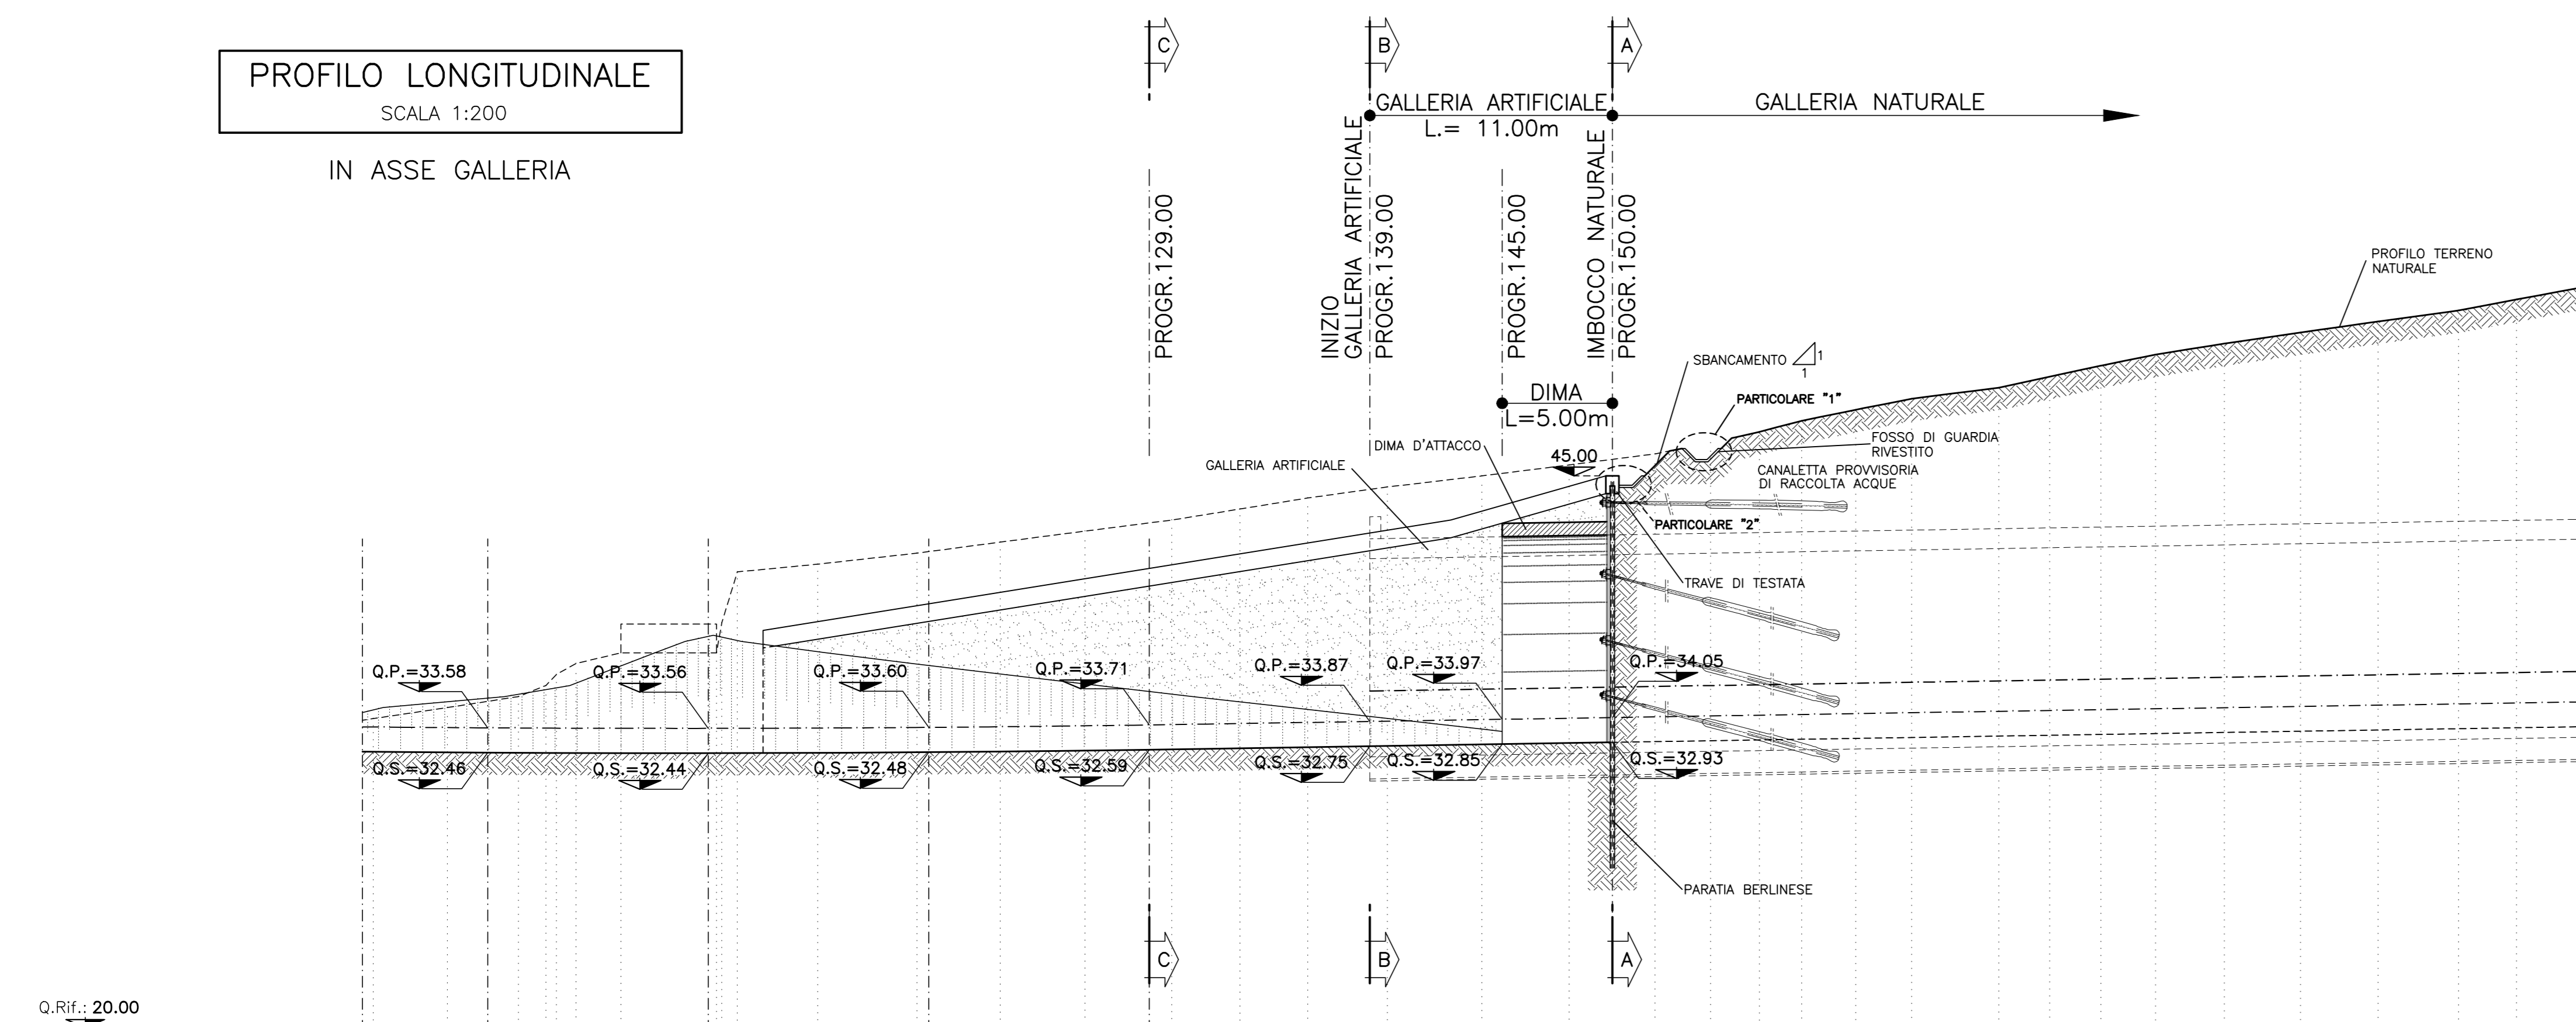 PROFILO LONGITUDINALE
SCALA 1:200
IN ASSE GALLERIA
C
B
A
GALLERIA ARTIFICIALE
L.= 11.00m
GALLERIA NATURALE
PROGR.129.00
INIZIO
GALLERIA ARTIFICIALE
PROGR.139.00
PROGR.145.00
IMBOCCO NATURALE
PROGR.150.00
PROFILO TERRENO
NATURALE
SBANCAMENTO
1
1
DIMA
L=5.00m
PARTICOLARE "1"
DIMA D'ATTACCO
FOSSO DI GUARDIA
RIVESTITO
GALLERIA ARTIFICIALE
45.00
CANALETTA PROVVISORIA
DI RACCOLTA ACQUE
PARTICOLARE "2"
TRAVE DI TESTATA
Q.P.=33.58
Q.P.=33.56
Q.P.=33.60
Q.P.=33.71
Q.P.=33.87
Q.P.=33.97
Q.P.=34.05
Q.S.=32.46
Q.S.=32.44
Q.S.=32.48
Q.S.=32.59
Q.S.=32.75
Q.S.=32.85
Q.S.=32.93
PARATIA BERLINESE
C
B
A
Q.Rif.: 20.00